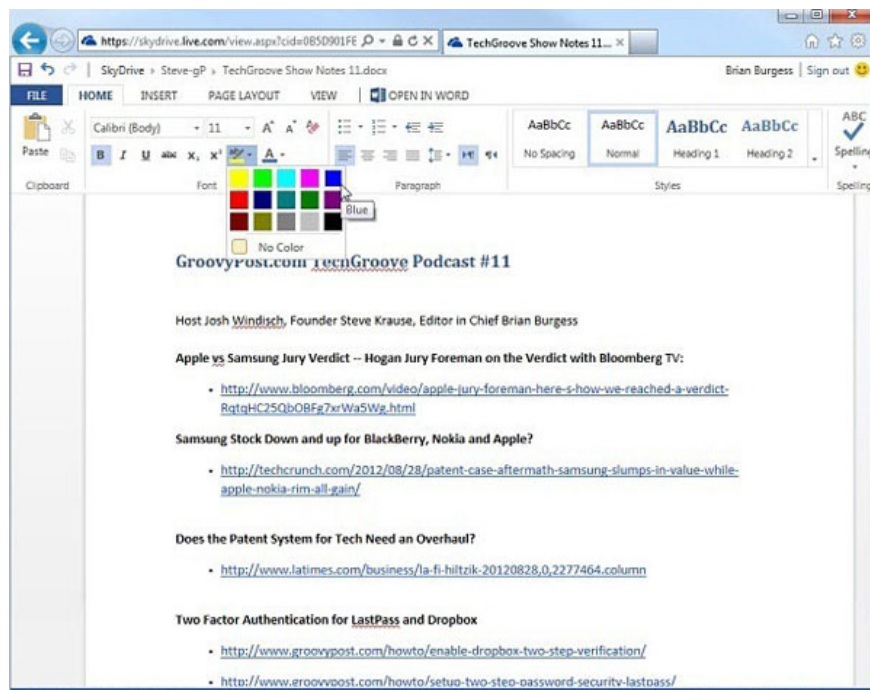 https://skydrive.live.com/view.aspx?cid=0B5D901FE
TechGroove Show Notes 11...
SkyDrive › Steve-gP › TechGroove Show Notes 11.docx
Brian Burgess | Sign out
FILE HOME INSERT PAGE LAYOUT VIEW | OPEN IN WORD
Paste
Clipboard
Calibri (Body) 11
B I U abc X, X² A
Font
Blue
No Color
Paragraph
AaBbCc AaBbCc AaBbCc AaBbCc
No Spacing Normal Heading 1 Heading 2
Styles
ABC
Spelling
Spelling
GroovyPost.com TechGroove Podcast #11
Host Josh Windisch, Founder Steve Krause, Editor in Chief Brian Burgess
Apple vs Samsung Jury Verdict -- Hogan Jury Foreman on the Verdict with Bloomberg TV:
• http://www.bloomberg.com/video/apple-jury-foreman-here-s-how-we-reached-a-verdict-
RqtqHC25QbOBFg7xrWa5Wg.html
Samsung Stock Down and up for BlackBerry, Nokia and Apple?
• http://techcrunch.com/2012/08/28/patent-case-aftermath-samsung-slumps-in-value-while-
apple-nokia-rim-all-gain/
Does the Patent System for Tech Need an Overhaul?
• http://www.latimes.com/business/la-fi-hiltzik-20120828,0,2277464.column
Two Factor Authentication for LastPass and Dropbox
• http://www.groovypost.com/howto/enable-dropbox-two-step-verification/
• http://www.groovypost.com/howto/setup-two-step-password-security-lastpass/